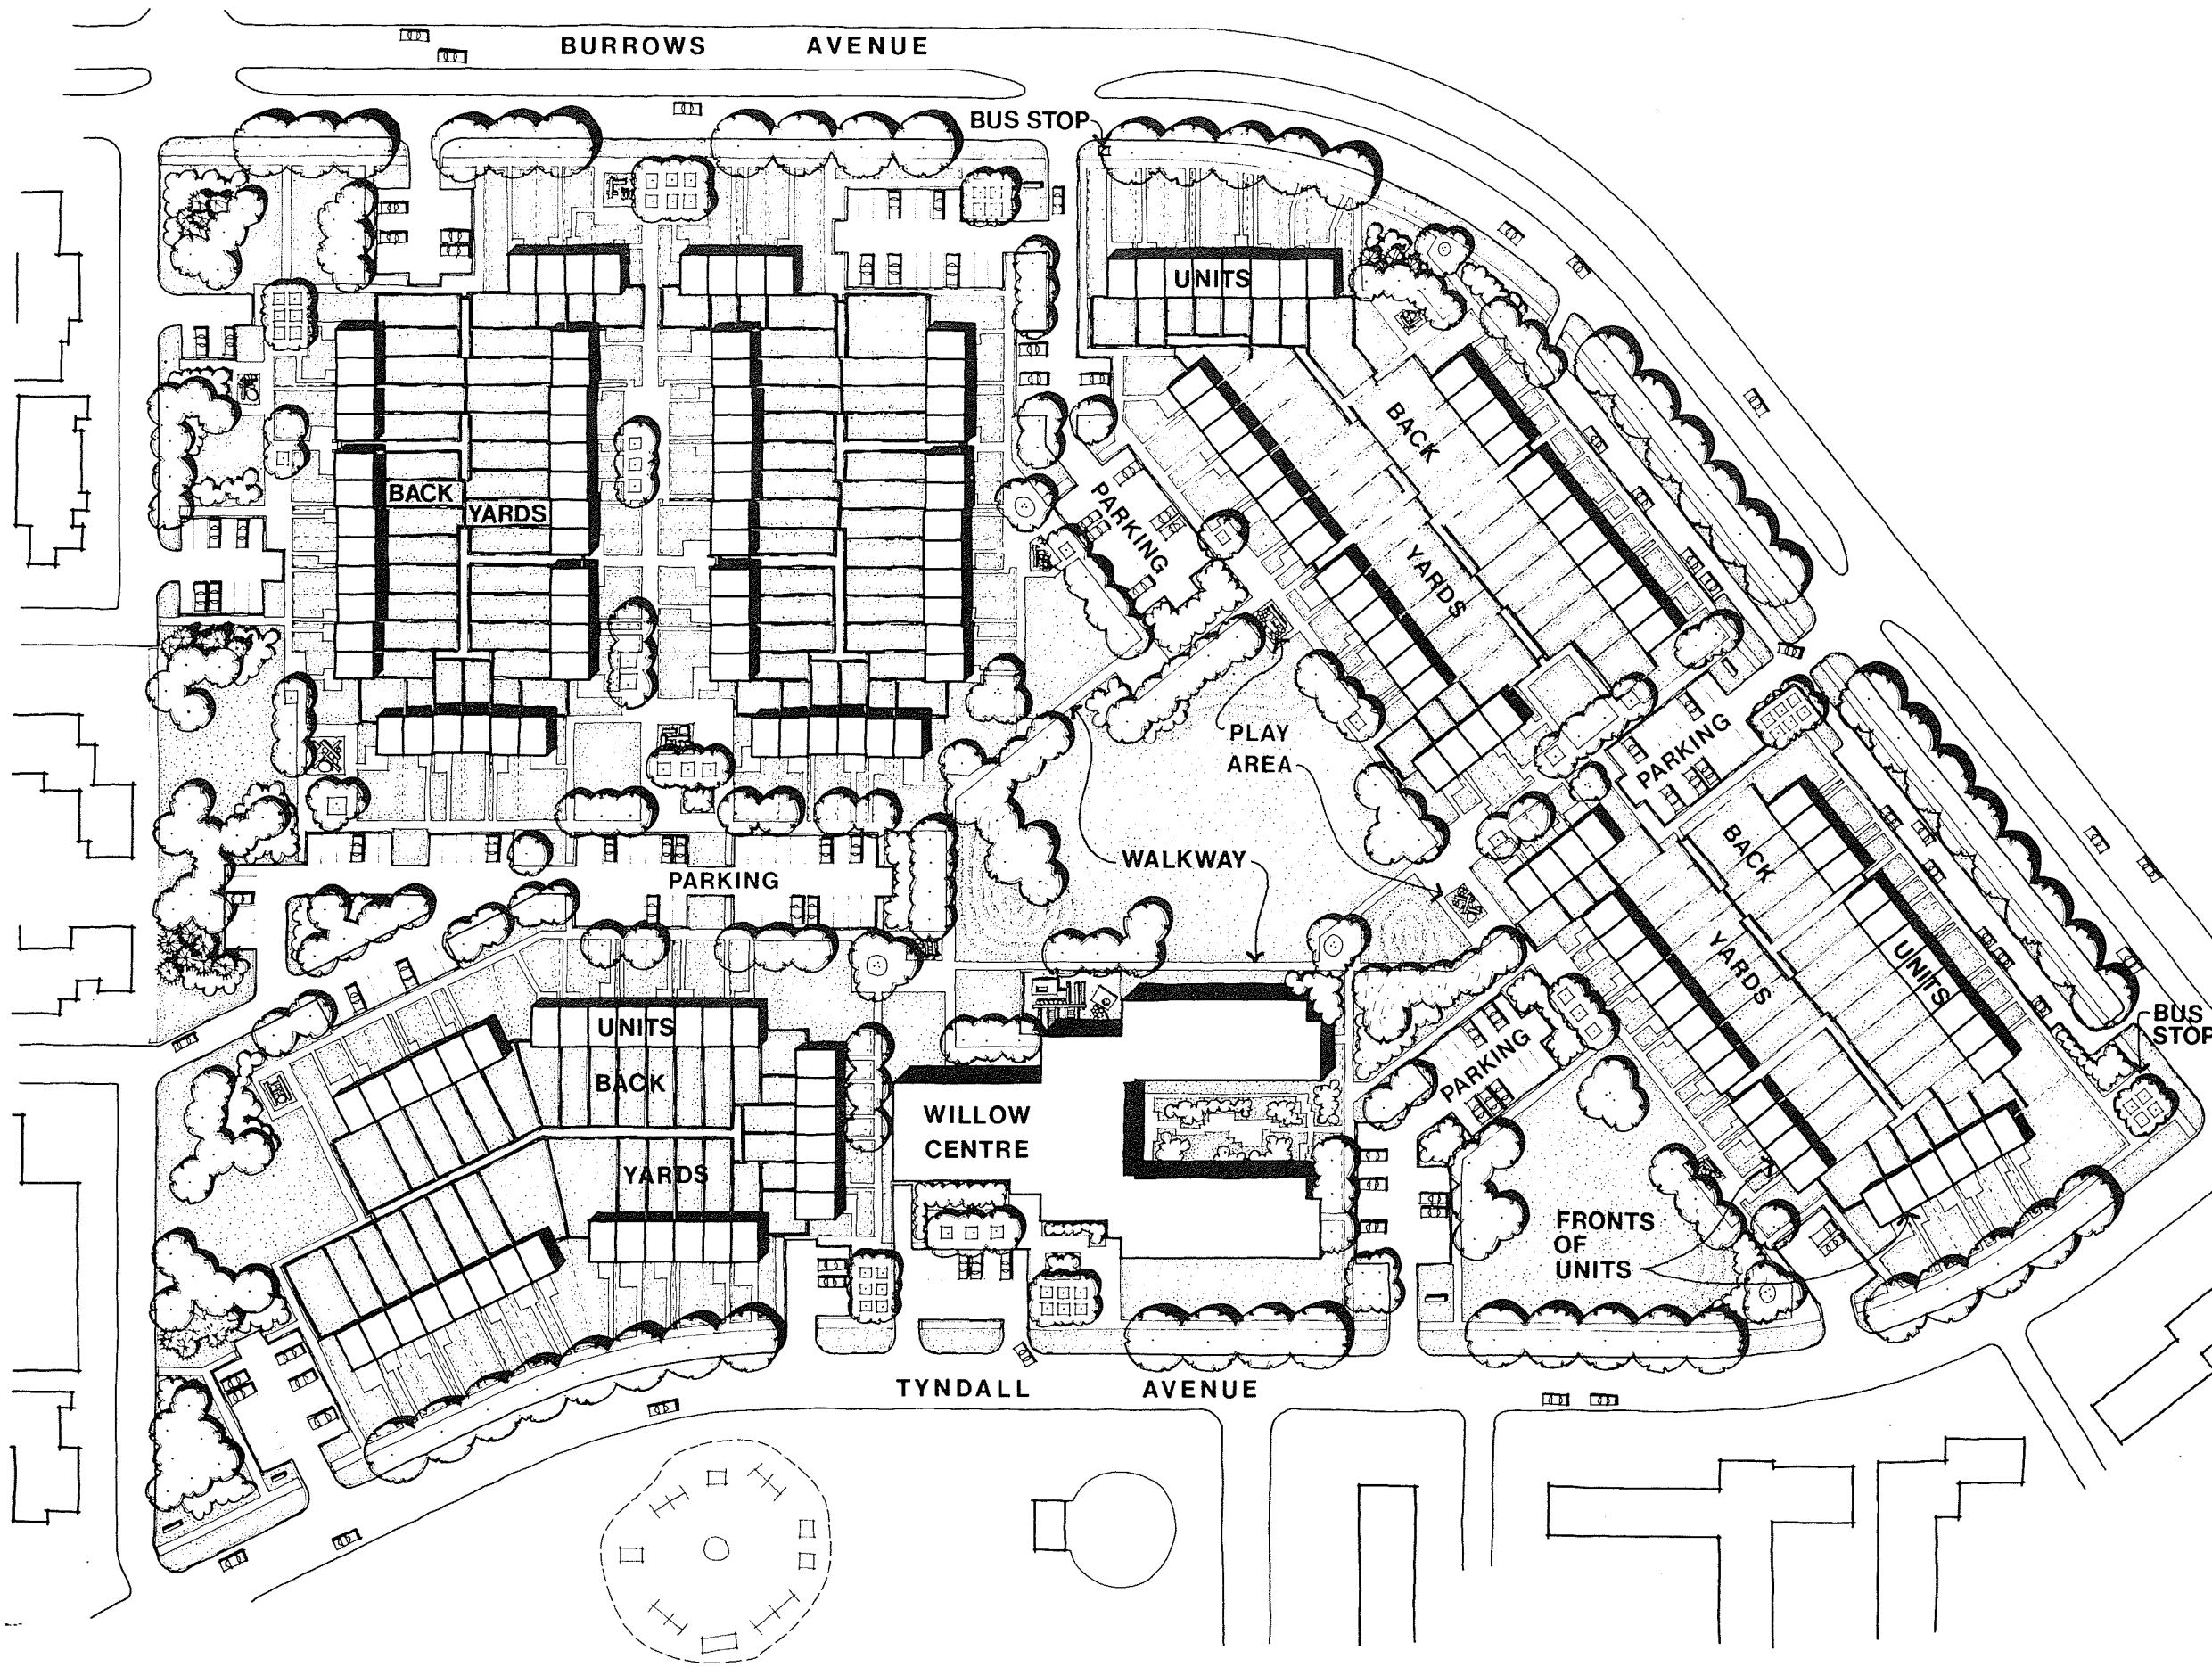 BURROWS AVENUE
BUS STOP
UNITS
BACK
YARDS
BACK
YARDS
PARKING
PLAY
AREA
PARKING
WALKWAY
BACK
YARDS
UNITS
PARKING
PARKING
BUS
STOP
UNITS
BACK
YARDS
WILLOW
CENTRE
FRONTS
OF
UNITS
TYNDALL AVENUE